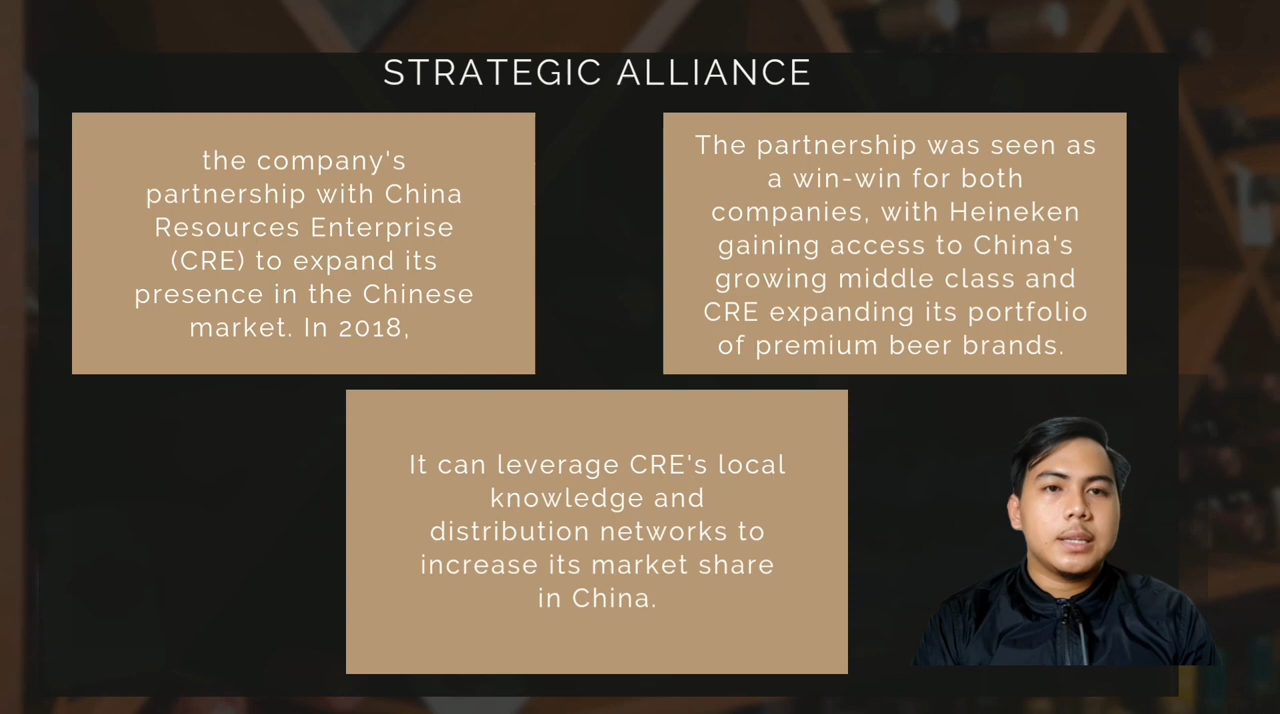 STRATEGIC ALLIANCE
the company's
partnership with China
Resources Enterprise
(CRE) to expand its
presence in the Chinese
market. In 2018,
The partnership was seen as
a win-win for both
companies, with Heineken
gaining access to China's
growing middle class and
CRE expanding its portfolio
of premium beer brands.
It can leverage CRE's local
knowledge and
distribution networks to
increase its market share
in China.